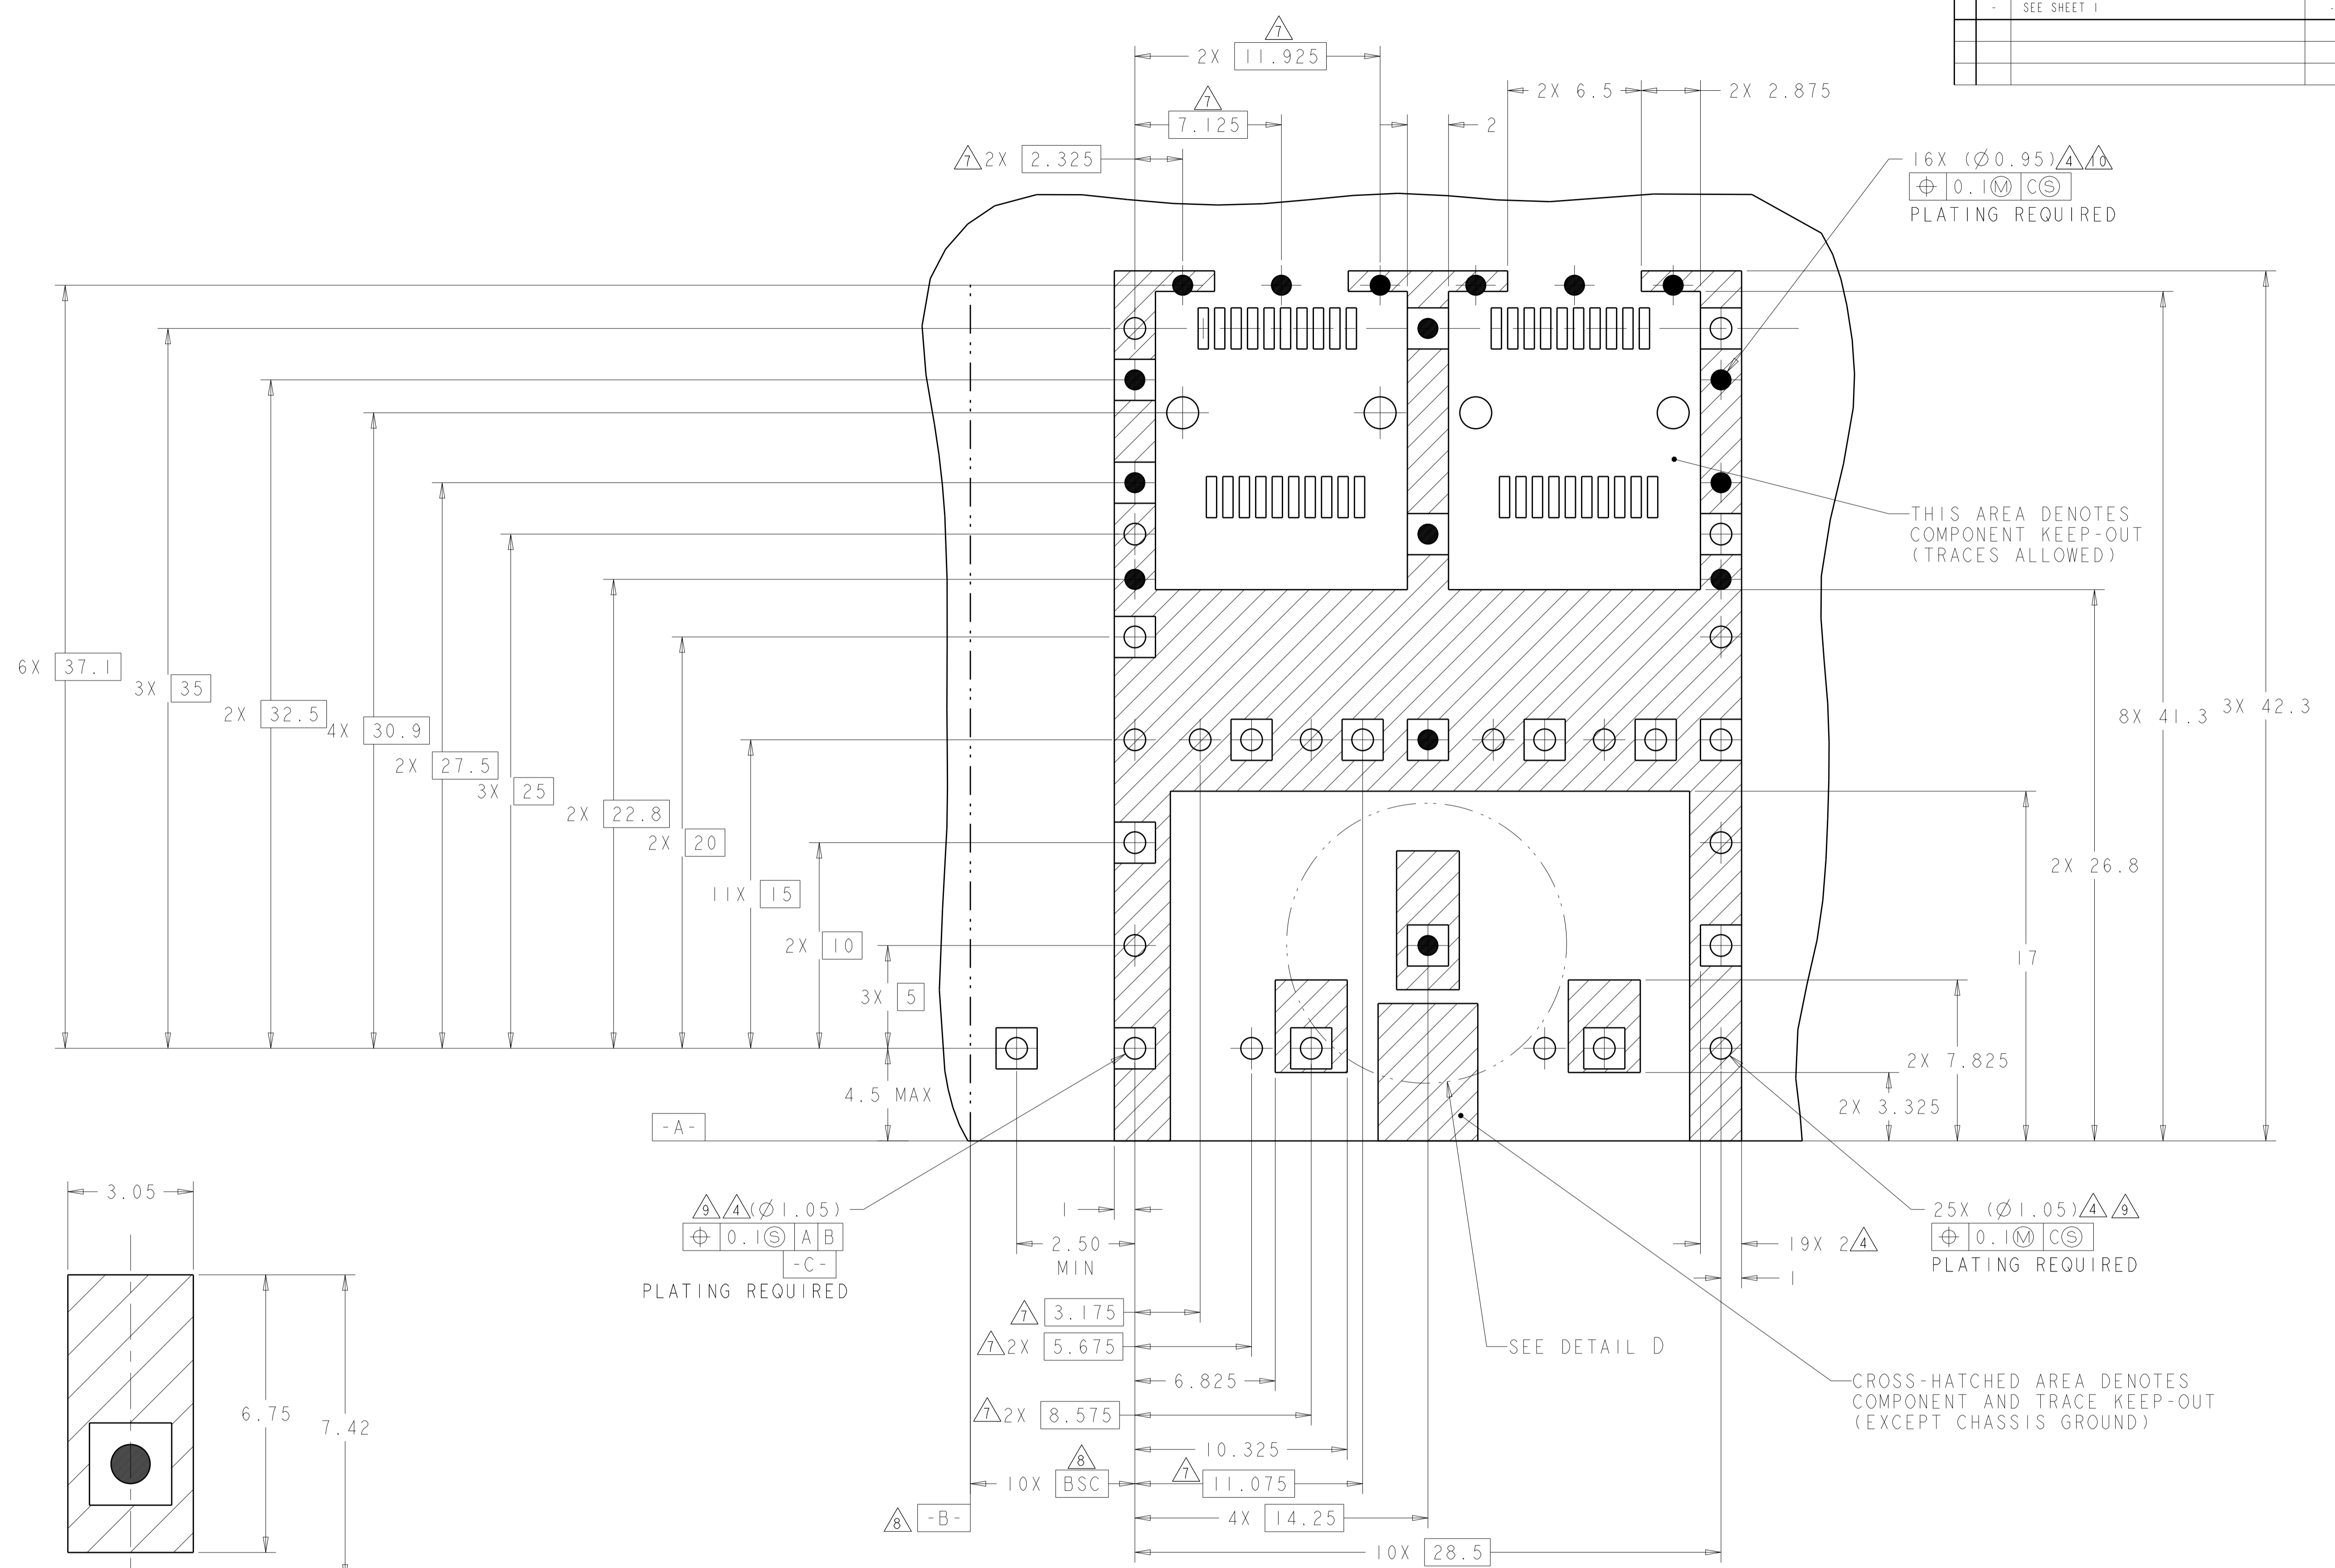 - SEE SHEET 1 -
7
2X 11.925
7
7.125
7 2X 2.325
2X 6.5
2X 2.875
2
16X (Ø0.95) 4 10
⌖ 0.1Ⓜ CⓈ
PLATING REQUIRED
THIS AREA DENOTES
COMPONENT KEEP-OUT
(TRACES ALLOWED)
6X 37.1
3X 35
2X 32.5
4X 30.9
2X 27.5
3X 25
2X 22.8
2X 20
11X 15
2X 10
3X 5
4.5 MAX
-A-
3X 42.3
8X 41.3
2X 26.8
17
2X 7.825
2X 3.325
3.05
6.75
7.42
9 4 (Ø1.05)
⌖ 0.1Ⓢ A B
-C-
PLATING REQUIRED
1
2.50
MIN
19X 2 4
1
25X (Ø1.05) 4 9
⌖ 0.1Ⓜ CⓈ
PLATING REQUIRED
7 3.175
7 2X 5.675
SEE DETAIL D
6.825
7 2X 8.575
CROSS-HATCHED AREA DENOTES
COMPONENT AND TRACE KEEP-OUT
(EXCEPT CHASSIS GROUND)
10.325
8
10X BSC
7
11.075
8 -B-
4X 14.25
10X 28.5